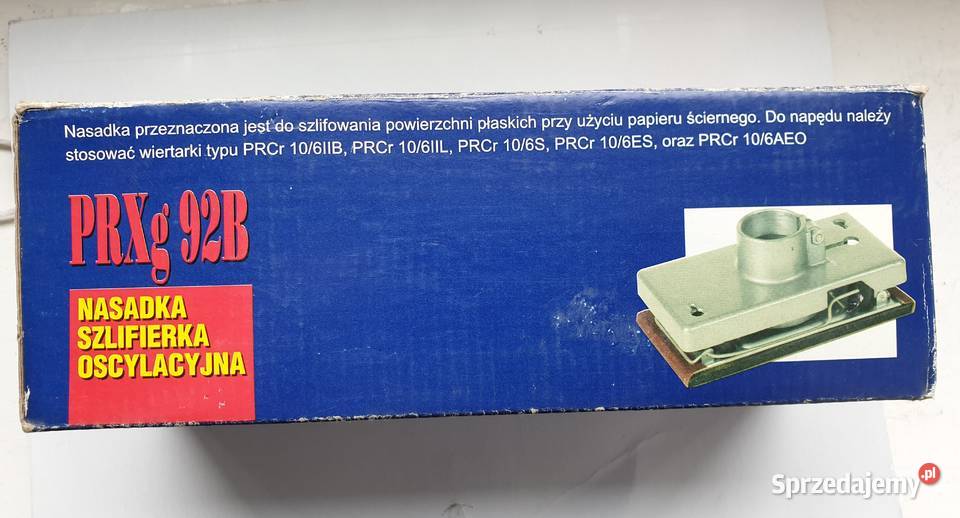 Nasadka przeznaczona jest do szlifowania powierzchni płaskich przy użyciu papieru ściernego. Do napędu należy
stosować wiertarki typu PRCr 10/6IIB, PRCr 10/6IIL, PRCr 10/6S, PRCr 10/6ES, oraz PRCr 10/6AEO
PRXg 92B
NASADKA
SZLIFIERKA
OSCYLACYJNA
Sprzedajemy.pl